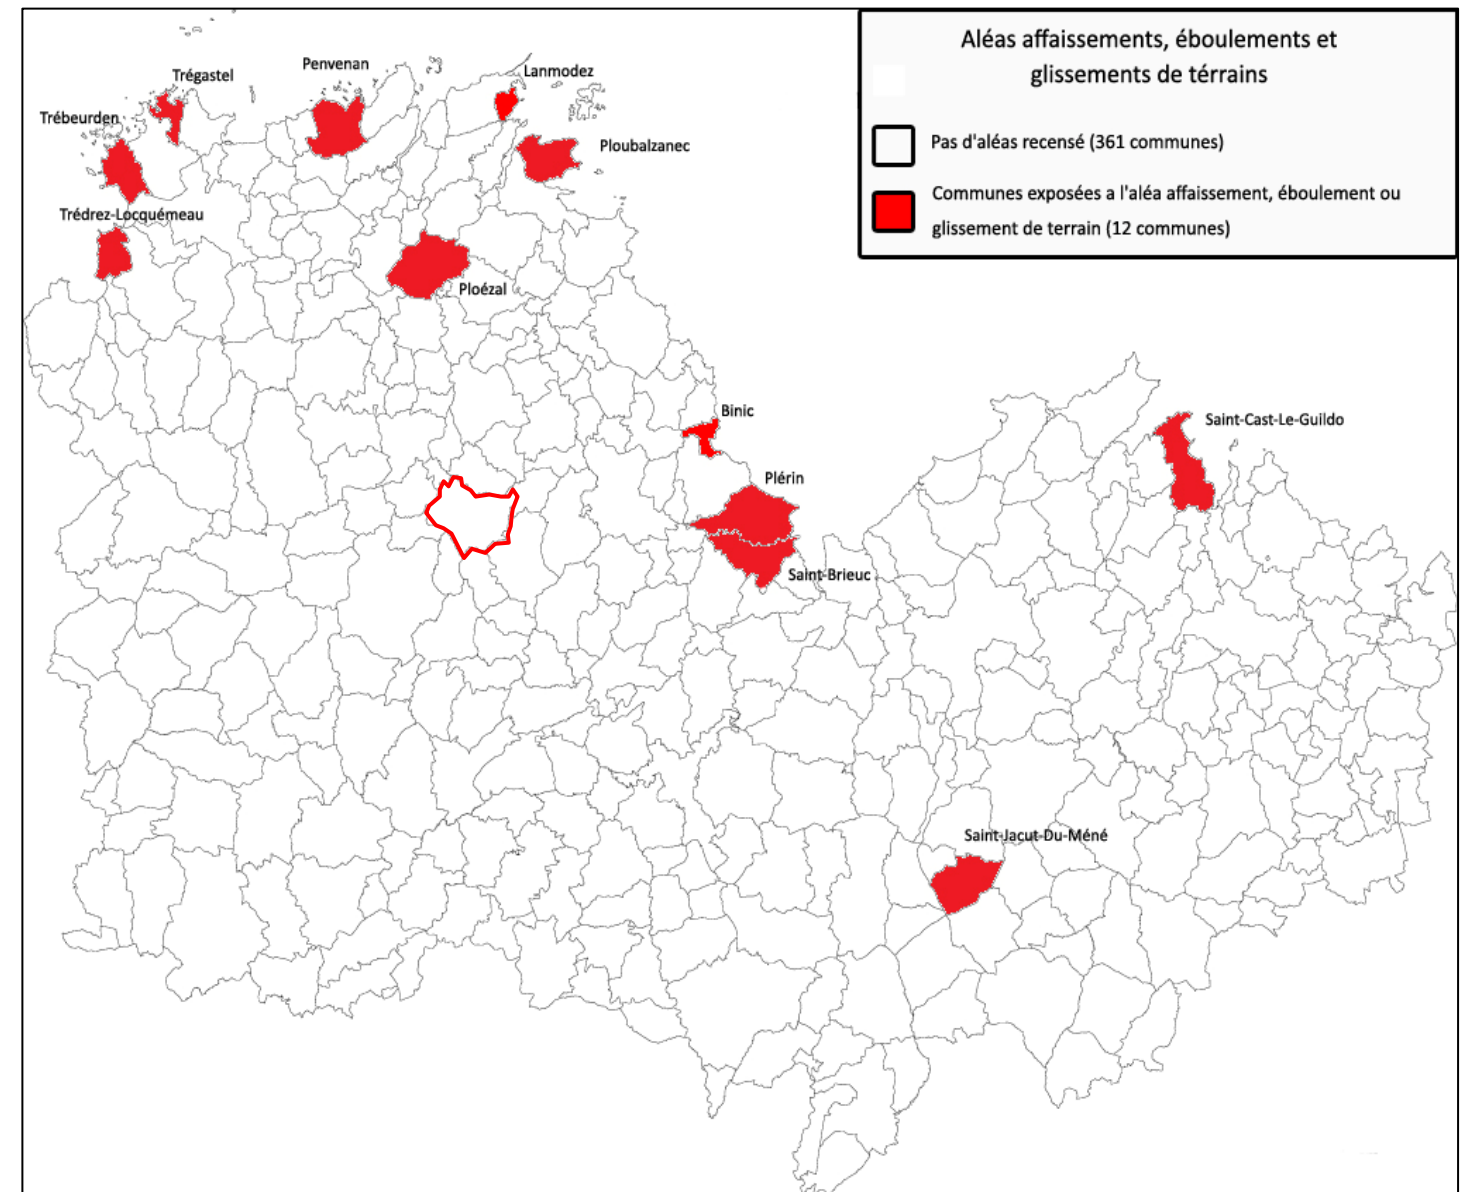 Aléas affaissements, éboulements et
glissements de térrains
Pas d'aléas recensé (361 communes)
Communes exposées a l'aléa affaissement, éboulement ou
glissement de terrain (12 communes)
Penvenan
Lanmodez
Trégastel
Trébeurden
Ploubalzanec
Trédrez-Locquémeau
Ploézal
Binic
Saint-Cast-Le-Guildo
Plérin
Saint-Brieuc
Saint-Jacut-Du-Méné